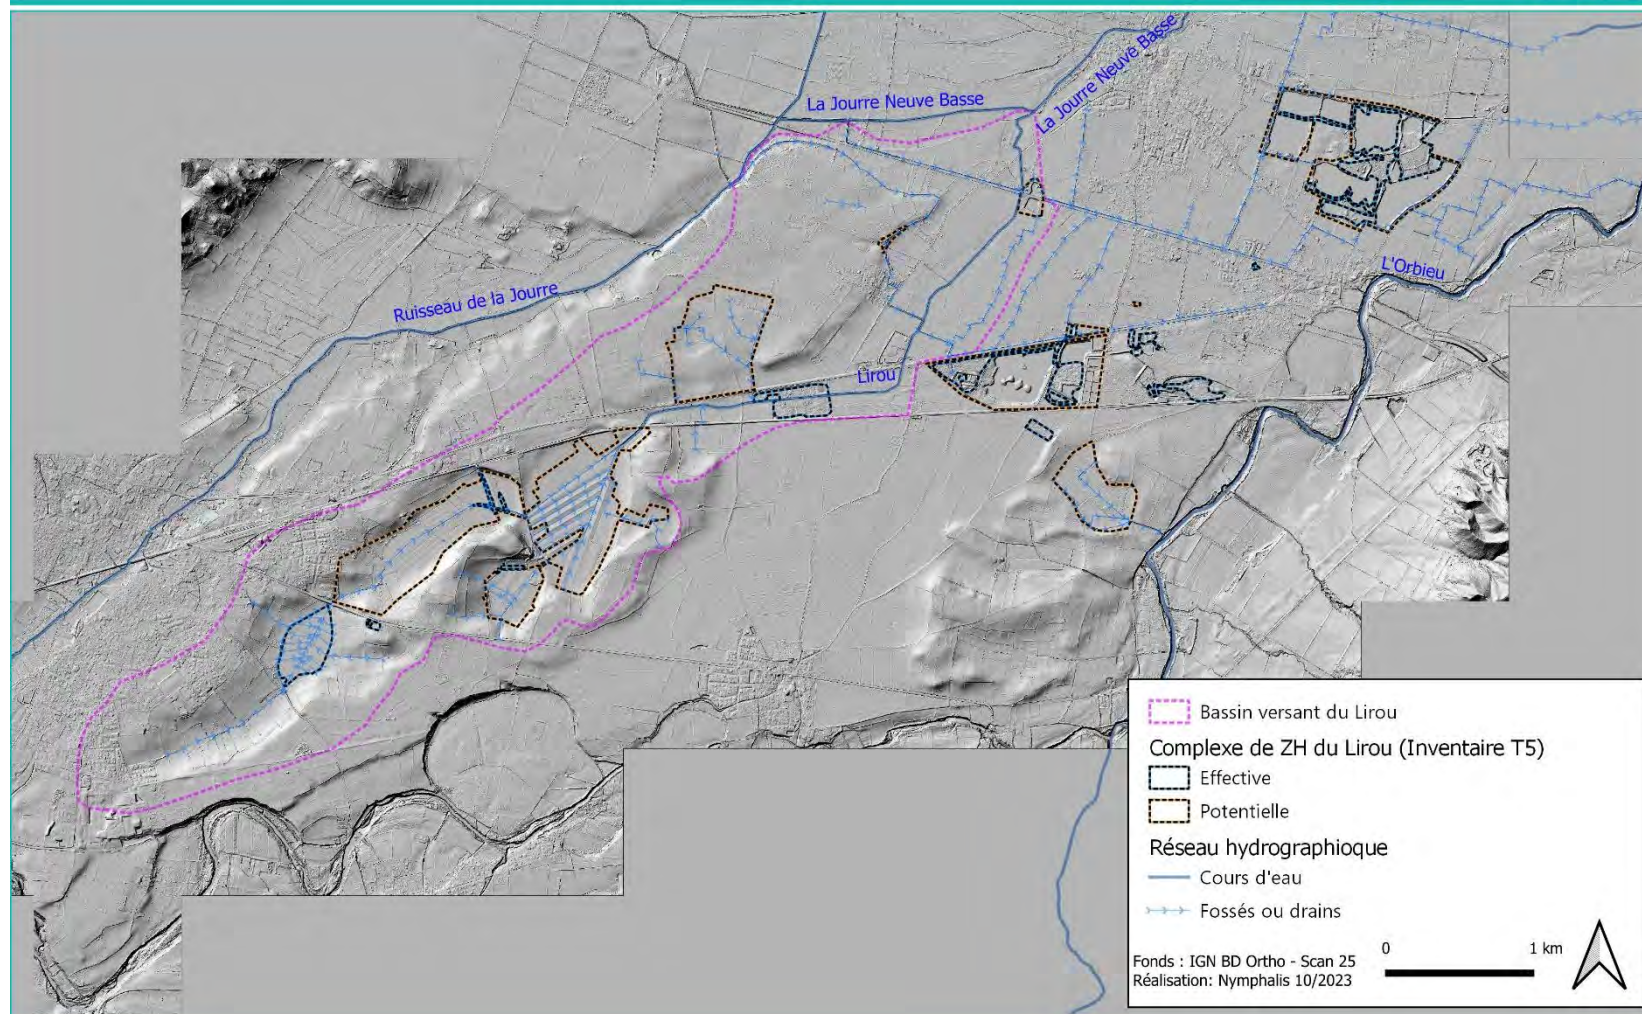 La Jourre Neuve Basse
La Jourre Neuve Basse
L'Orbieu
Ruisseau de la Jourre
Lirou
Bassin versant du Lirou
Complexe de ZH du Lirou (Inventaire T5)
Effective
Potentielle
Réseau hydrographioque
Cours d'eau
Fossés ou drains
0 1 km
Fonds : IGN BD Ortho - Scan 25
Réalisation: Nymphalis 10/2023